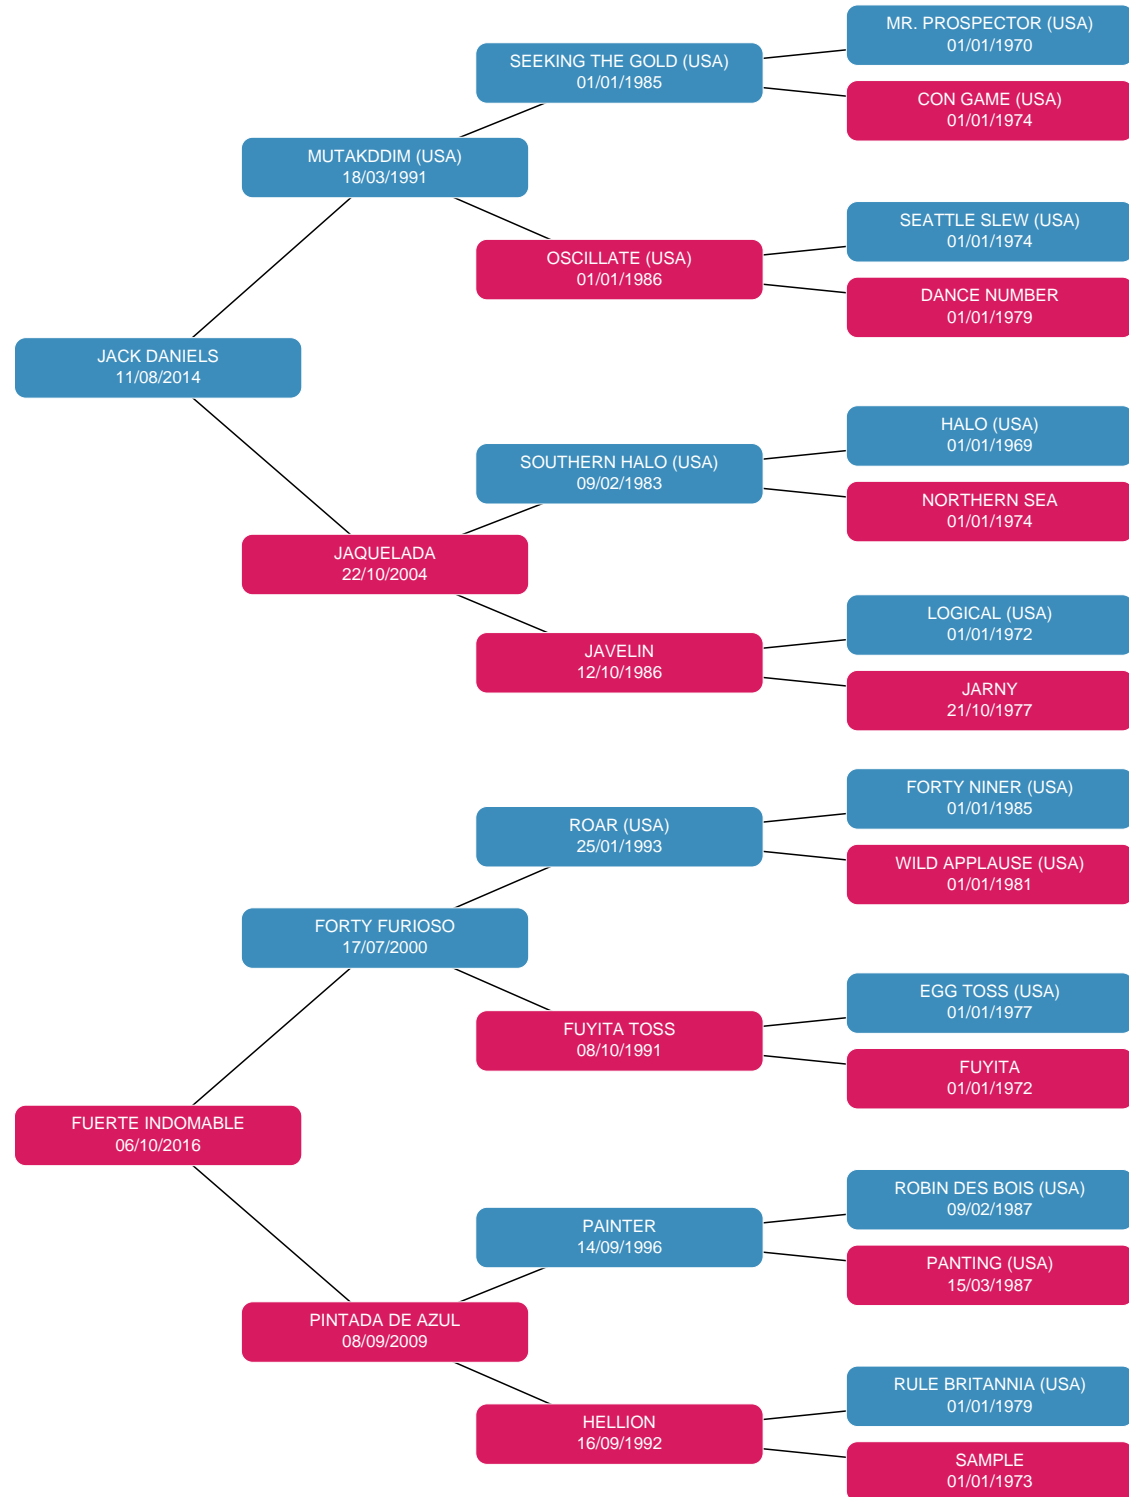 MR. PROSPECTOR (USA)
01/01/1970
SEEKING THE GOLD (USA)
01/01/1985
CON GAME (USA)
01/01/1974
MUTAKDDIM (USA)
18/03/1991
SEATTLE SLEW (USA)
01/01/1974
OSCILLATE (USA)
01/01/1986
DANCE NUMBER
01/01/1979
JACK DANIELS
11/08/2014
HALO (USA)
01/01/1969
SOUTHERN HALO (USA)
09/02/1983
NORTHERN SEA
01/01/1974
JAQUELADA
22/10/2004
LOGICAL (USA)
01/01/1972
JAVELIN
12/10/1986
JARNY
21/10/1977
FORTY NINER (USA)
01/01/1985
ROAR (USA)
25/01/1993
WILD APPLAUSE (USA)
01/01/1981
FORTY FURIOSO
17/07/2000
EGG TOSS (USA)
01/01/1977
FUYITA TOSS
08/10/1991
FUYITA
01/01/1972
FUERTE INDOMABLE
06/10/2016
ROBIN DES BOIS (USA)
09/02/1987
PAINTER
14/09/1996
PANTING (USA)
15/03/1987
PINTADA DE AZUL
08/09/2009
RULE BRITANNIA (USA)
01/01/1979
HELLION
16/09/1992
SAMPLE
01/01/1973